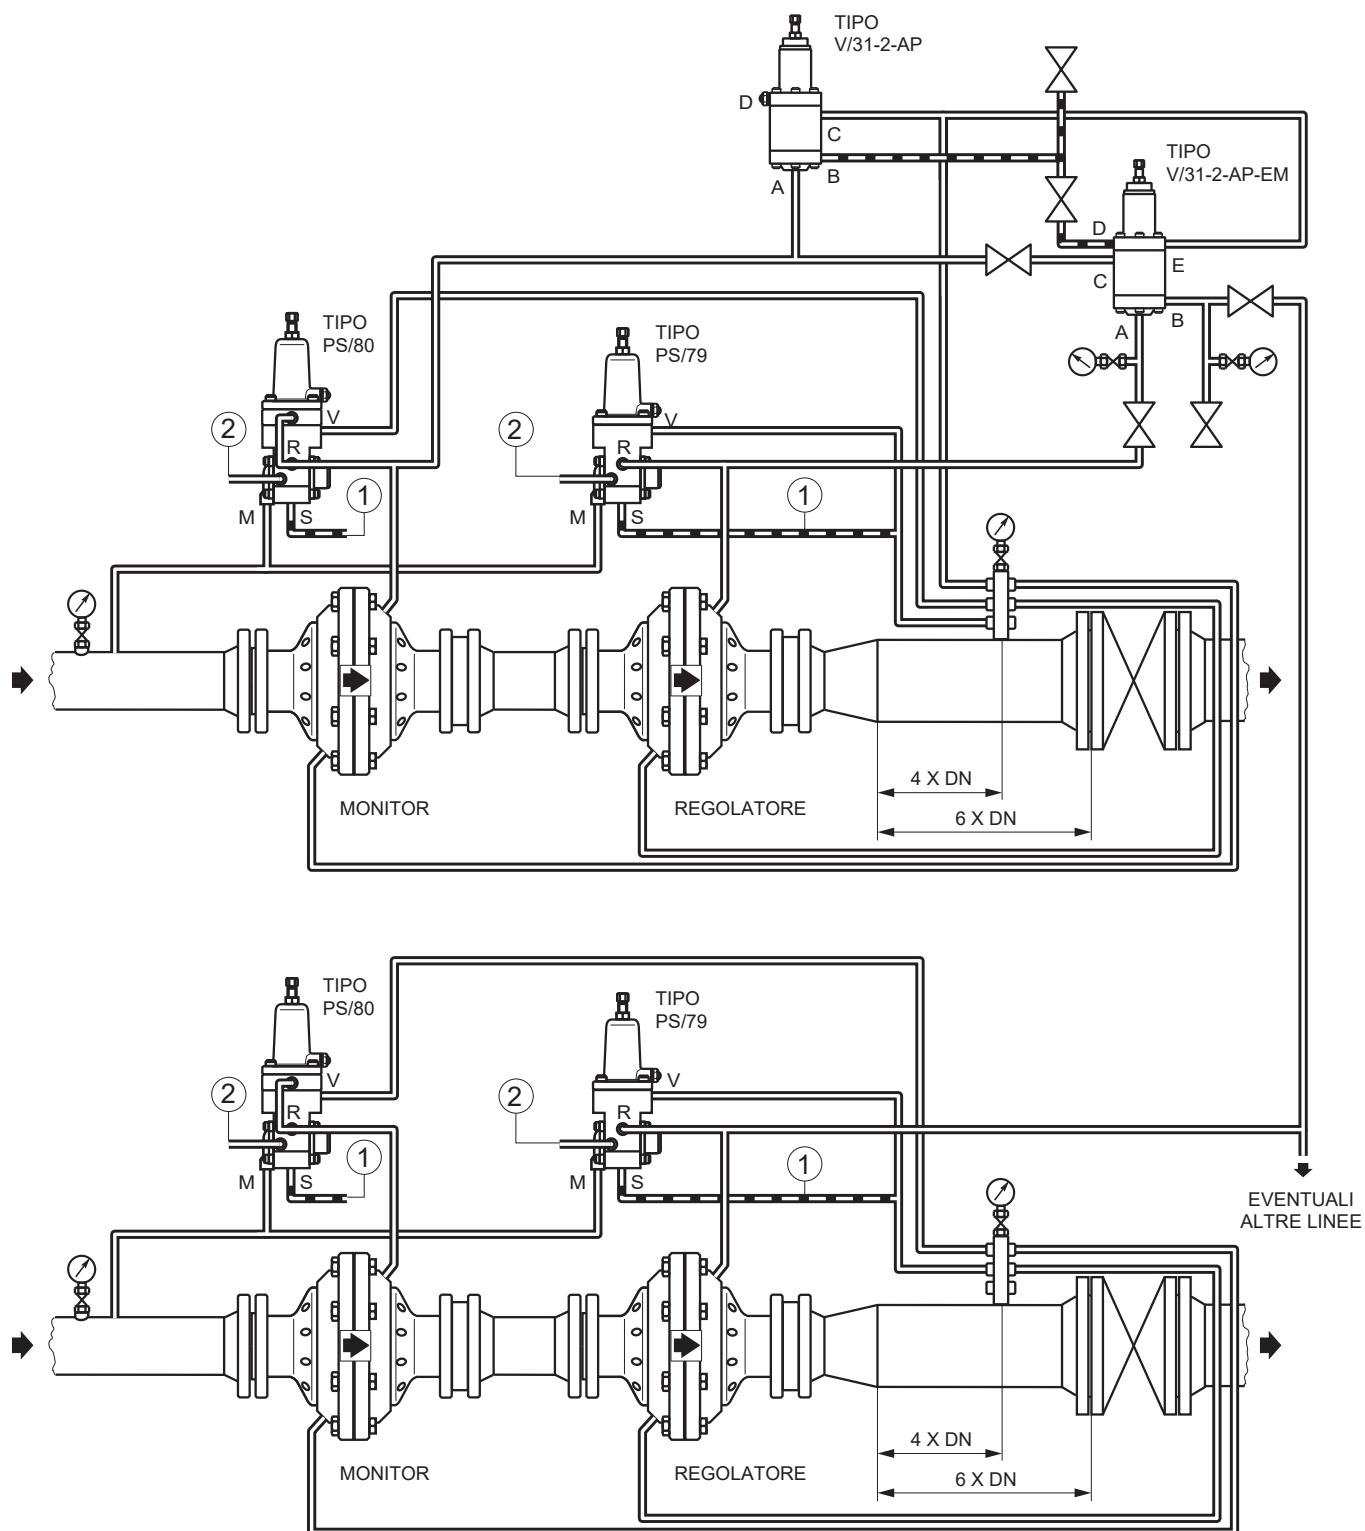 TIPO
V/31-2-AP
D
C
A
B
TIPO
V/31-2-AP-EM
D
E
C
A
B
TIPO
PS/80
TIPO
PS/79
2
V
R
2
V
R
1
1
M
S
M
S
4 X DN
6 X DN
MONITOR
REGOLATORE
TIPO
PS/80
TIPO
PS/79
2
V
R
2
V
R
1
1
M
S
M
S
EVENTUALI
ALTRE LINEE
4 X DN
6 X DN
MONITOR
REGOLATORE